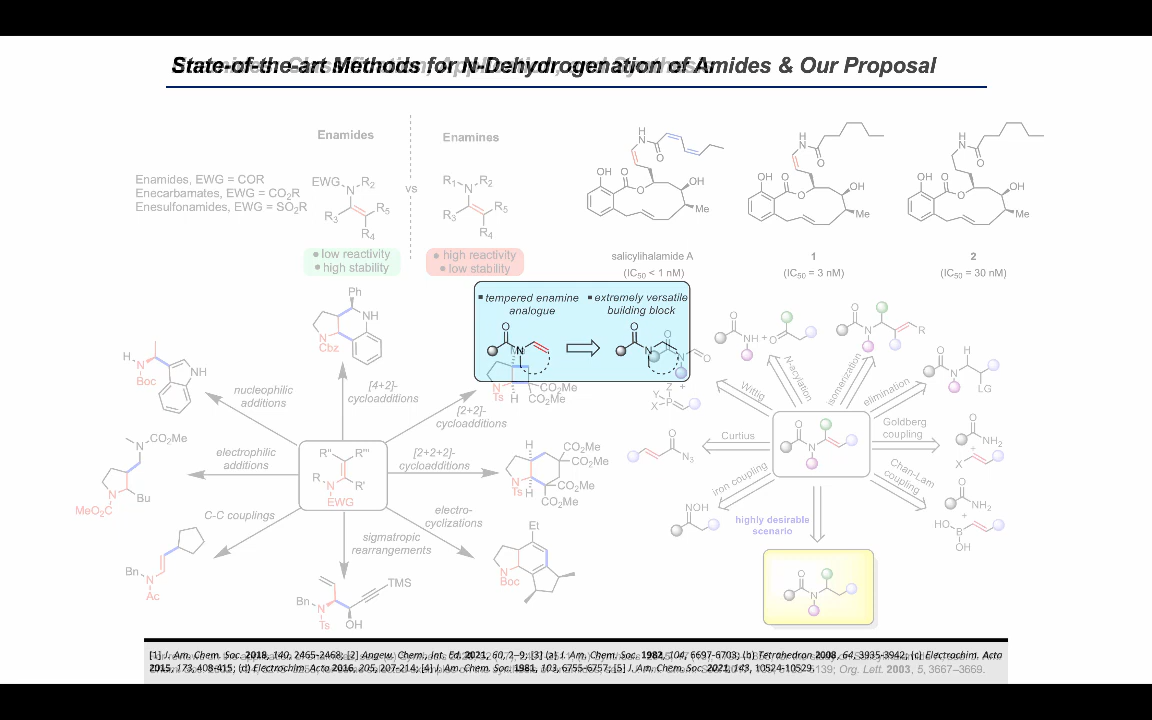 State-of-the-art Methods for N-Dehydrogenation of Amides & Our Proposal
Enamides
Enamines
Enamides, EWG = COR
Enecarbamates, EWG = CO2R
Enesulfonamides, EWG = SO2R
EWG
N
R2
R3
R5
R4
vs
R1
N
R2
R3
R5
R4
low reactivity
high stability
high reactivity
low stability
H
N
O
OH
O
O
OH
Me
salicylihalamide A
(IC50 < 1 nM)
H
N
O
OH
O
O
OH
Me
1
(IC50 = 3 nM)
HN
O
OH
O
O
OH
Me
2
(IC50 = 30 nM)
tempered enamine
analogue
extremely versatile
building block
O
N
O
N
Ph
NH
N
Cbz
H
N
Boc
NH
nucleophilic
additions
[4+2]-
cycloadditions
[2+2]-
cycloadditions
N
Ts
H
CO2Me
CO2Me
N
CO2Me
N
MeO2C
Bu
electrophilic
additions
R''
R'''
R
N
R'
EWG
[2+2+2]-
cycloadditions
H
N
Ts
H
CO2Me
CO2Me
CO2Me
CO2Me
C-C couplings
Bn
N
Ac
sigmatropic
rearrangements
Bn
N
Ts
TMS
OH
electro-
cyclizations
Et
N
Boc
O
NH
+
O
O
N
R
O
N
H
LG
O
N
O
+
Z
Y
X
P
Wittig
N-acylation
isomerization
elimination
Curtius
O
N3
O
N
Goldberg
coupling
O
NH2
+
X
iron coupling
NOH
highly desirable
scenario
Chan-Lam
coupling
O
NH2
+
HO
B
OH
O
N
[1] J. Am. Chem. Soc. 2018, 140, 2465-2468; [2] Angew. Chem. Int. Ed. 2021, 60, 7–9; [3] (a) J. Am. Chem. Soc. 1982, 104, 6697-6703; (b) Tetrahedron 2008, 64, 3935-3942, (c) Electrochim. Acta
2015, 173, 408-415; (d) Electrochim. Acta 2016, 205, 207-214; [4] J. Am. Chem. Soc. 1981, 103, 6755-6757; [5] J. Am. Chem. Soc. 2021, 143, 10524-10529.
Org. Lett. 2003, 5, 3667–3669.